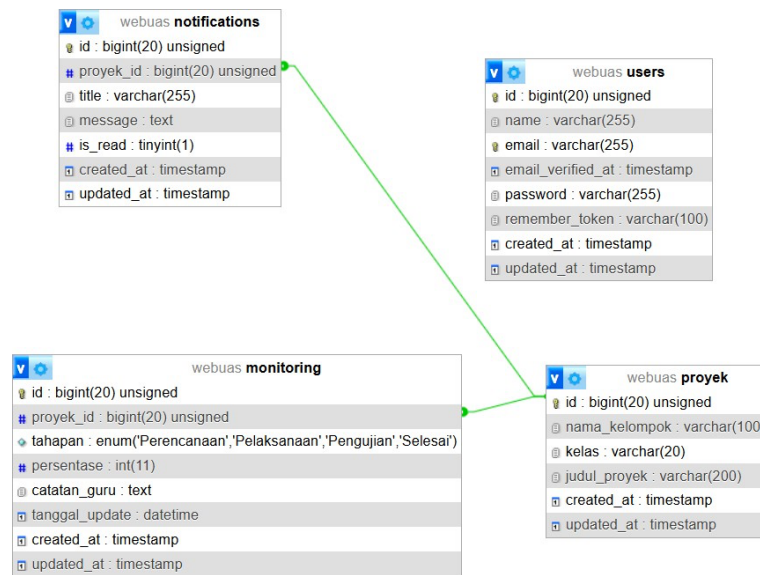 webuas notifications
id : bigint(20) unsigned
proyek_id : bigint(20) unsigned
title : varchar(255)
message : text
is_read : tinyint(1)
created_at : timestamp
updated_at : timestamp
webuas users
id : bigint(20) unsigned
name : varchar(255)
email : varchar(255)
email_verified_at : timestamp
password : varchar(255)
remember_token : varchar(100)
created_at : timestamp
updated_at : timestamp
webuas monitoring
id : bigint(20) unsigned
proyek_id : bigint(20) unsigned
tahapan : enum('Perencanaan','Pelaksanaan','Pengujian','Selesai')
persentase : int(11)
catatan_guru : text
tanggal_update : datetime
created_at : timestamp
updated_at : timestamp
webuas proyek
id : bigint(20) unsigned
nama_kelompok : varchar(100
kelas : varchar(20)
judul_proyek : varchar(200)
created_at : timestamp
updated_at : timestamp